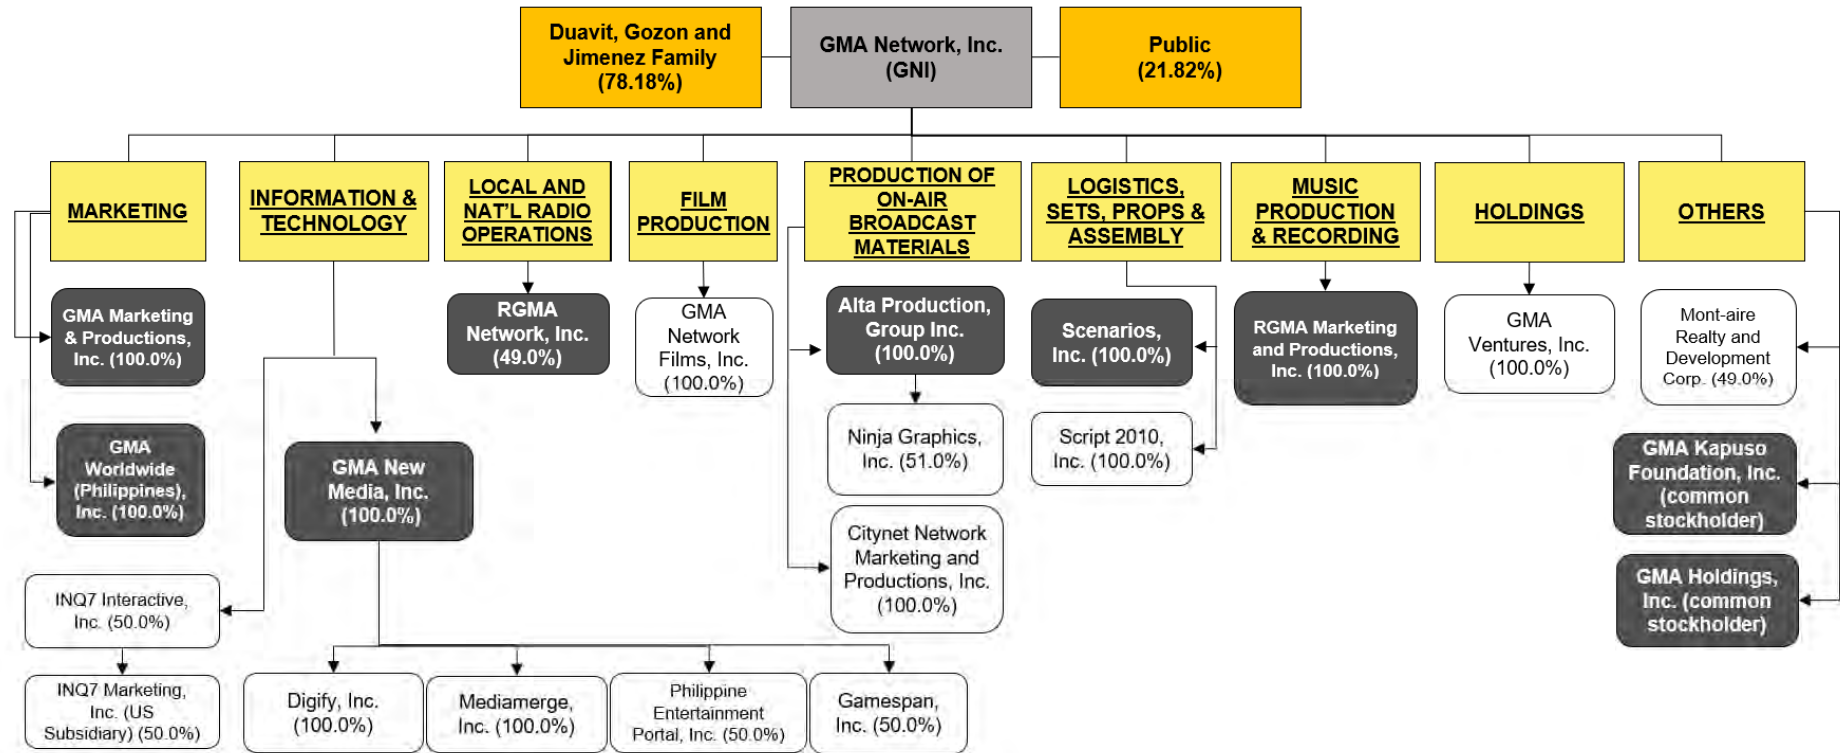 Duavit, Gozon and
Jimenez Family
(78.18%)
GMA Network, Inc.
(GNI)
Public
(21.82%)
MARKETING
INFORMATION &
TECHNOLOGY
LOCAL AND
NAT'L RADIO
OPERATIONS
FILM
PRODUCTION
PRODUCTION OF
ON-AIR
BROADCAST
MATERIALS
LOGISTICS,
SETS, PROPS &
ASSEMBLY
MUSIC
PRODUCTION
& RECORDING
HOLDINGS
OTHERS
GMA Marketing
& Productions,
Inc. (100.0%)
RGMA
Network, Inc.
(49.0%)
GMA
Network
Films, Inc.
(100.0%)
Alta Production,
Group Inc.
(100.0%)
Scenarios,
Inc. (100.0%)
RGMA Marketing
and Productions,
Inc. (100.0%)
GMA
Ventures, Inc.
(100.0%)
Mont-aire
Realty and
Development
Corp. (49.0%)
GMA
Worldwide
(Philippines),
Inc. (100.0%)
GMA New
Media, Inc.
(100.0%)
Ninja Graphics,
Inc. (51.0%)
Script 2010,
Inc. (100.0%)
GMA Kapuso
Foundation, Inc.
(common
stockholder)
Citynet Network
Marketing and
Productions, Inc.
(100.0%)
GMA Holdings,
Inc. (common
stockholder)
INQ7 Interactive,
Inc. (50.0%)
INQ7 Marketing,
Inc. (US
Subsidiary) (50.0%)
Digify, Inc.
(100.0%)
Mediamerge,
Inc. (100.0%)
Philippine
Entertainment
Portal, Inc. (50.0%)
Gamespan,
Inc. (50.0%)